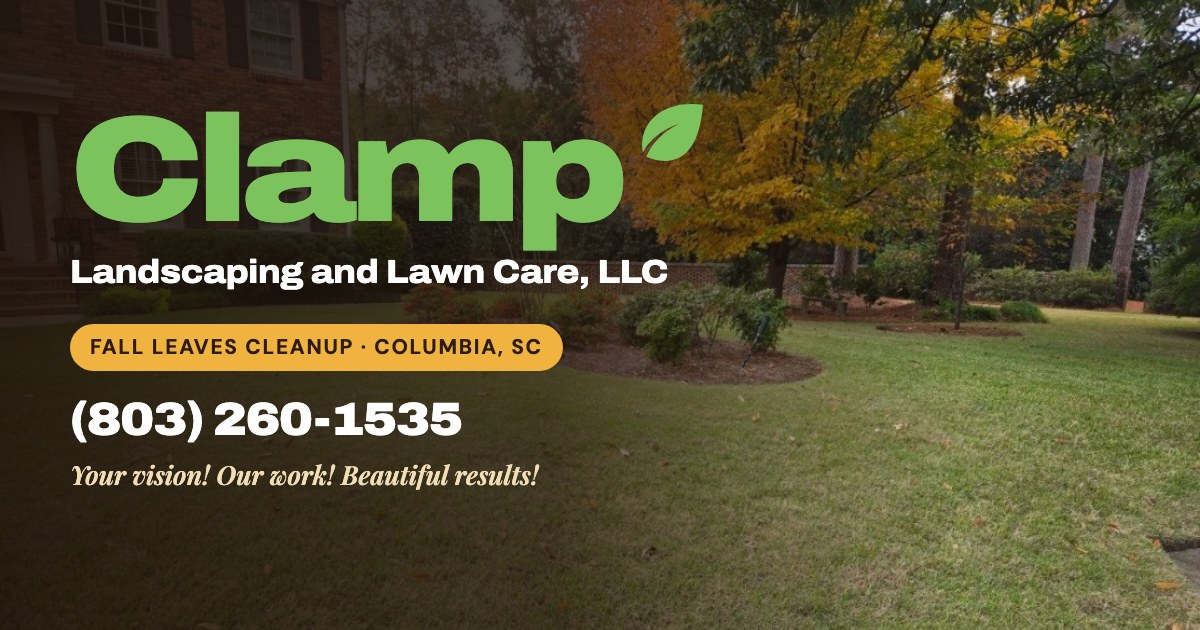 Clamp
Landscaping and Lawn Care, LLC
FALL LEAVES CLEANUP · COLUMBIA, SC
(803) 260-1535
Your vision! Our work! Beautiful results!